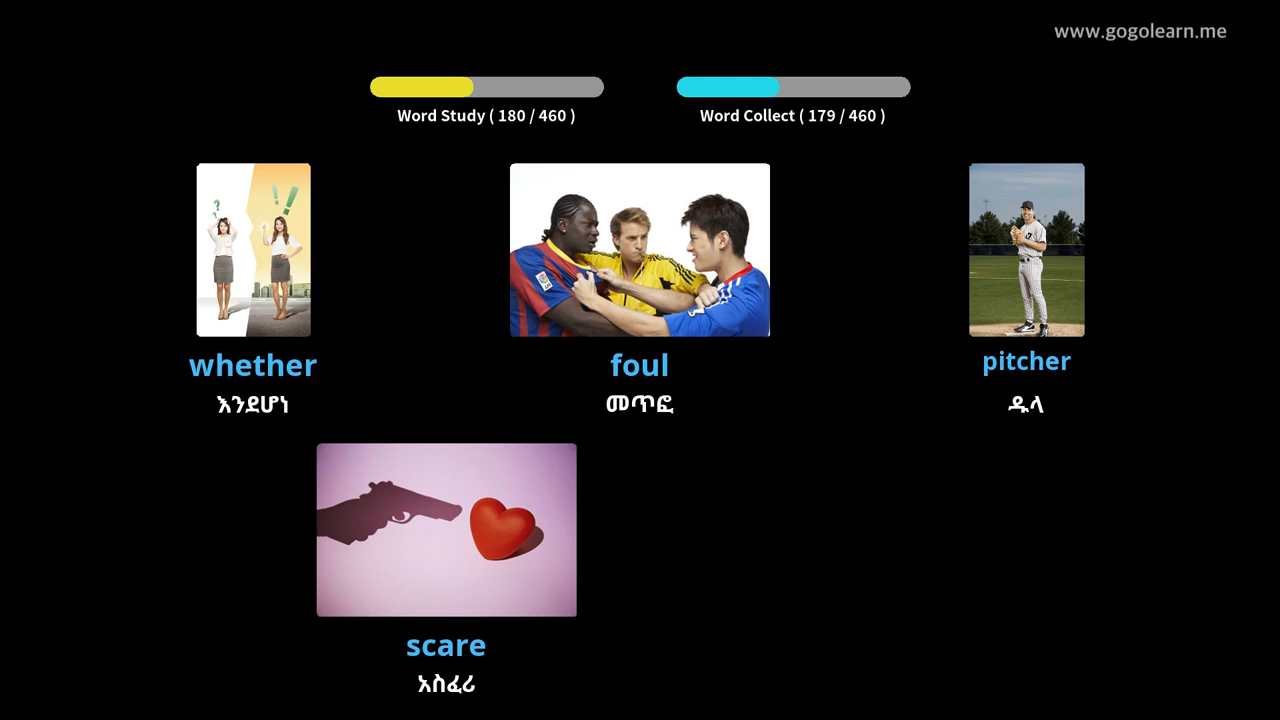 www.gogolearn.me
Word Study ( 180 / 460 )
Word Collect ( 179 / 460 )
whether
እንደሆነ
foul
መጥፎ
pitcher
ዱላ
scare
አስፈሪ